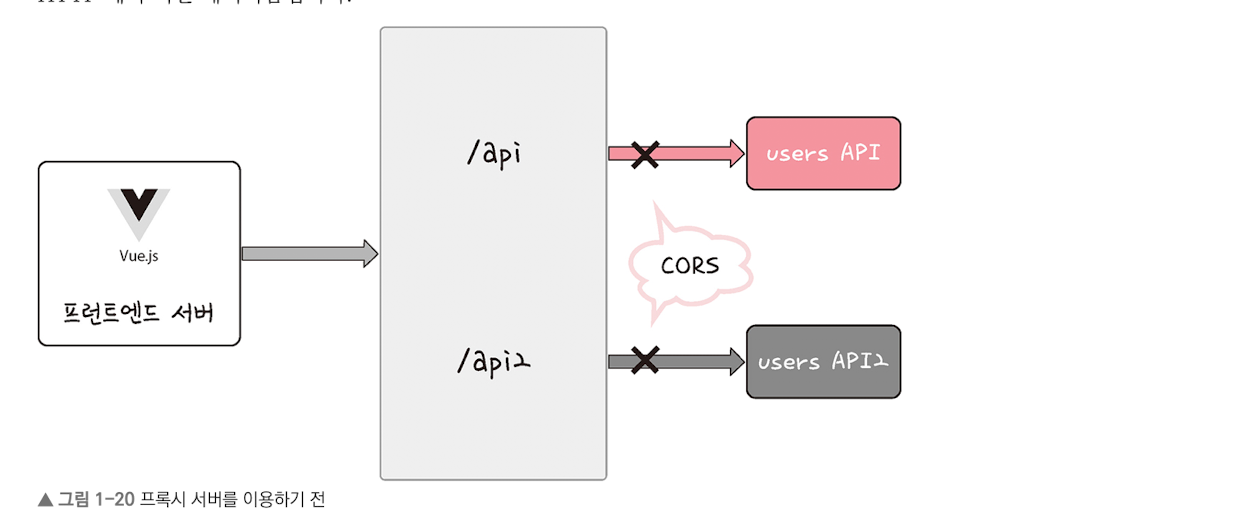 /api
users API
Vue.js
CORS
프런트엔드 서버
/api2
users API2
▲ 그림 1-20 프록시 서버를 이용하기 전